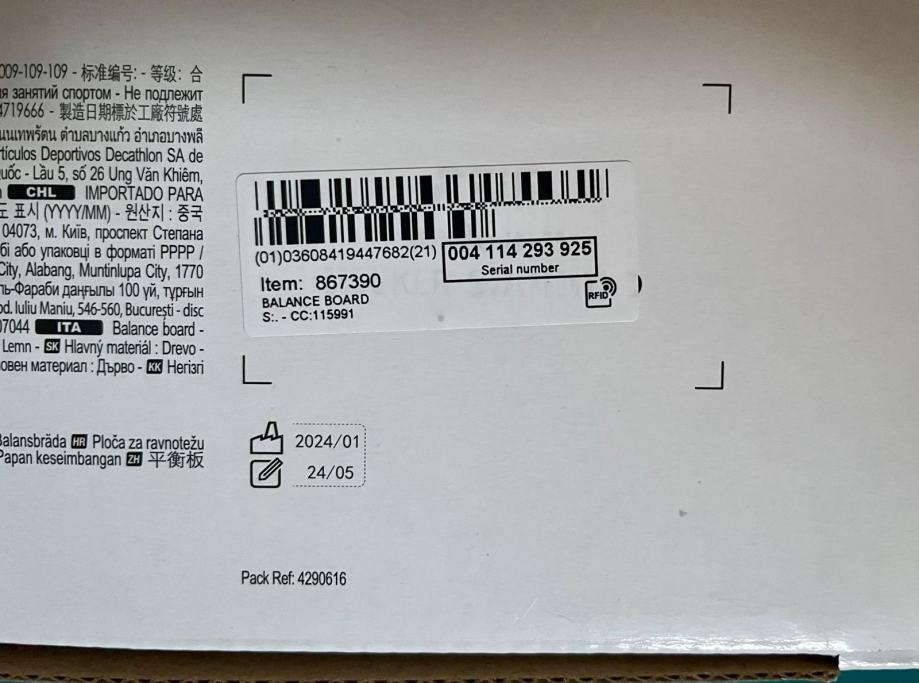 009-109-109 - 标准编号: - 等级: 合
я занятий спортом - Не подлежит
4719666 - 製造日期標於工廠符號處
นนเทพรัตน ตำบลบางแก้ว อำเภอบางพลี
tículos Deportivos Decathlon SA de
uốc - Lầu 5, số 26 Ung Văn Khiêm,
CHL IMPORTADO PARA
도 표시 (YYYY/MM) - 원산지 : 중국
04073, м. Київ, проспект Степана
бі або упаковці в форматі PPPP /
City, Alabang, Muntinlupa City, 1770
ль-Фараби даңғылы 100 үй, тұрғын
od. Iuliu Maniu, 546-560, Bucureşti - disc
07044 ITA Balance board -
Lemn - SK Hlavný materiál : Drevo -
овен материал : Дърво - KK Негізгі
Balansbräda HR Ploča za ravnotežu
Papan keseimbangan ZH 平衡板
(01)03608419447682(21) 004 114 293 925
Serial number
Item: 867390
BALANCE BOARD
S:. - CC:115991
RFID
2024/01
24/05
Pack Ref: 4290616